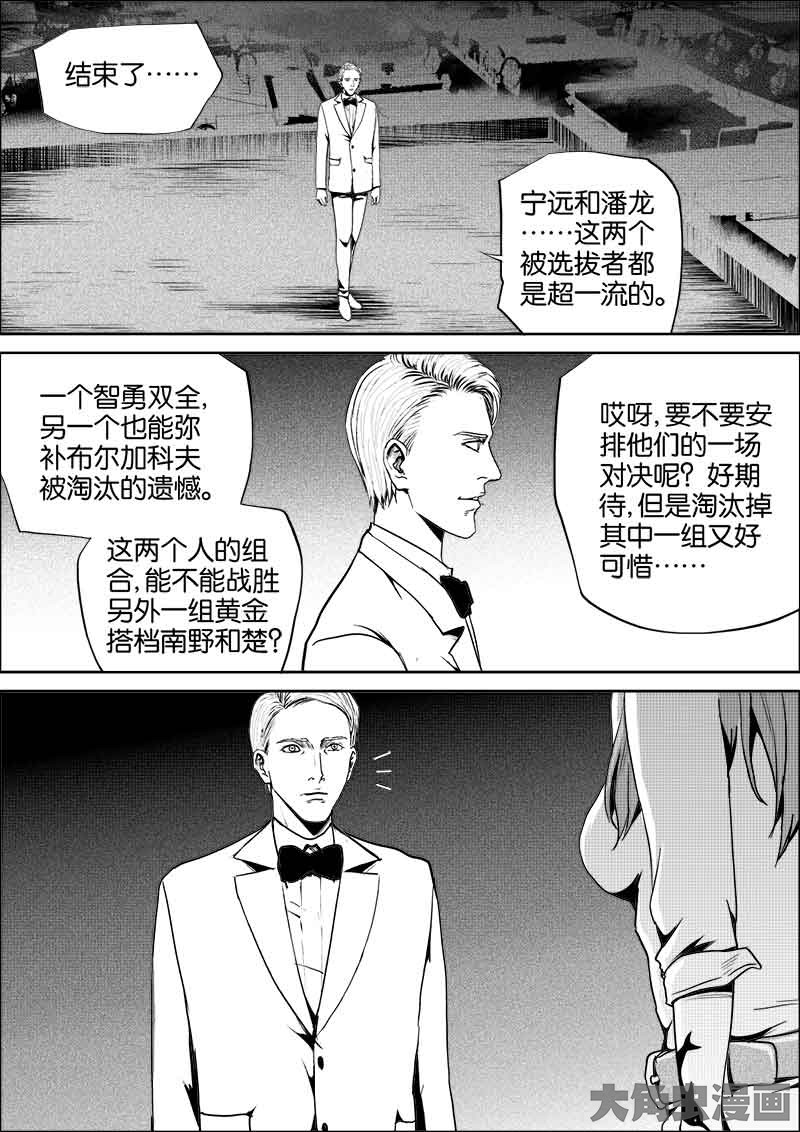 结束了……
宁远和潘龙
……这两个
被选拔者都
是超一流的。
一个智勇双全，
另一个也能弥
补布尔加科夫
被淘汰的遗憾。
这两个人的组
合，能不能战胜
另外一组黄金
搭档南野和楚？
哎呀，要不要安
排他们的一场
对决呢？好期
待，但是淘汰掉
其中一组又好
可惜……
大角虫漫画